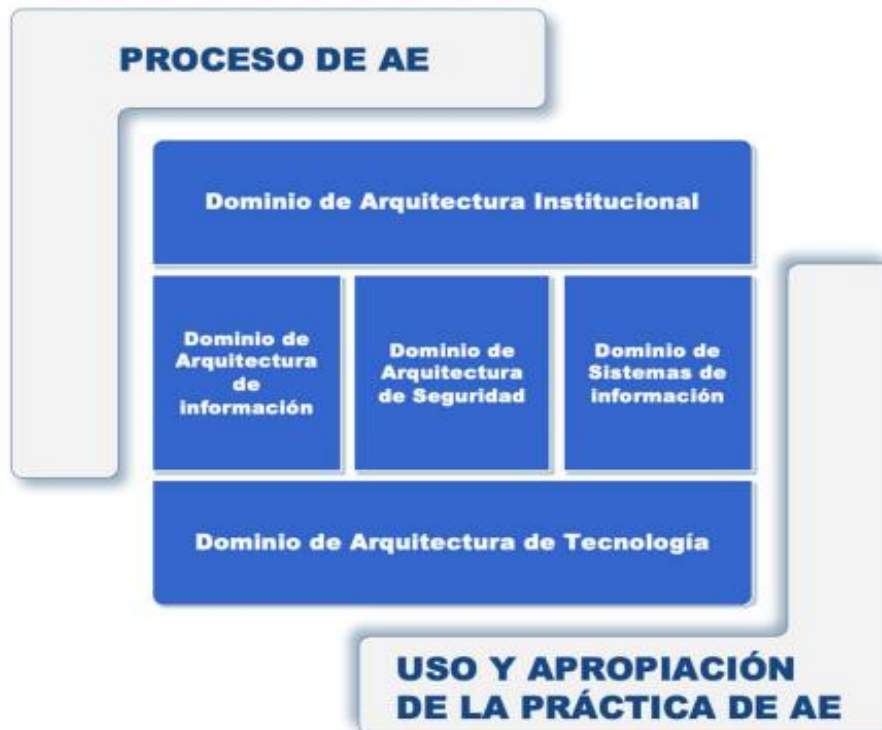 PROCESO DE AE
Dominio de Arquitectura Institucional
Dominio de
Arquitectura
de
información
Dominio de
Arquitectura
de Seguridad
Dominio de
Sistemas de
información
Dominio de Arquitectura de Tecnología
USO Y APROPIACIÓN
DE LA PRÁCTICA DE AE